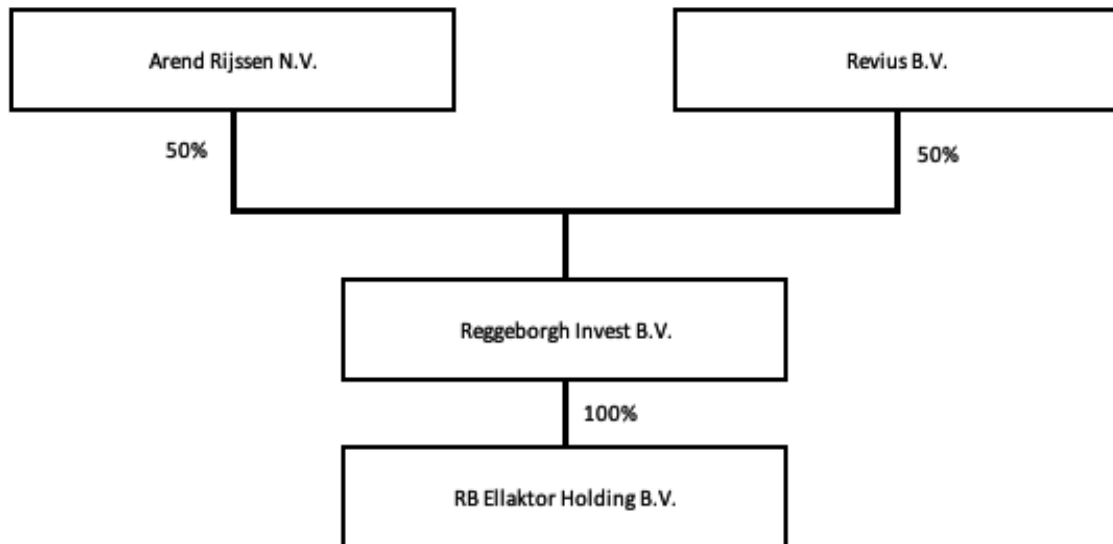 Arend Rijssen N.V.
Revius B.V.
50%
50%
Reggeborgh Invest B.V.
100%
RB Ellaktor Holding B.V.